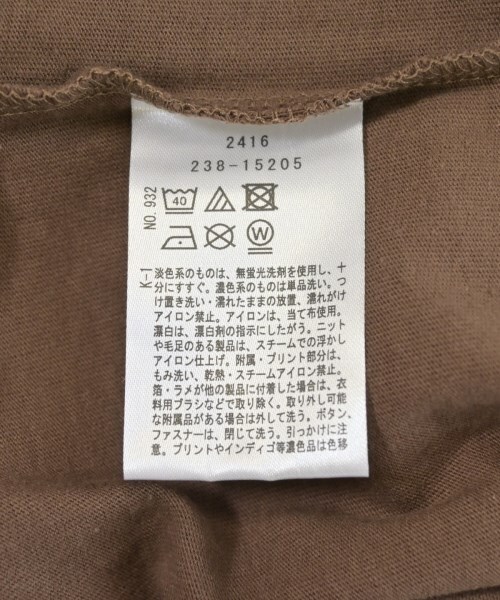 2416
238-15205
NO. 932
40
W
K-1
淡色系のものは、無蛍光洗剤を使用し、十
分にすすぐ。濃色系のものは単品洗い。つ
け置き洗い・濡れたままの放置、濡れがけ
アイロン禁止。アイロンは、当て布使用。
漂白は、漂白剤の指示にしたがう。ニット
や毛足のある製品は、スチームでの浮かし
アイロン仕上げ。附属・プリント部分は、
もみ洗い、乾熱・スチームアイロン禁止。
箔・ラメが他の製品に付着した場合は、衣
料用ブラシなどで取り除く。取り外し可能
な附属品がある場合は外して洗う。ボタン、
ファスナーは、閉じて洗う。引っかけに注
意。プリントやインディゴ等濃色品は色移